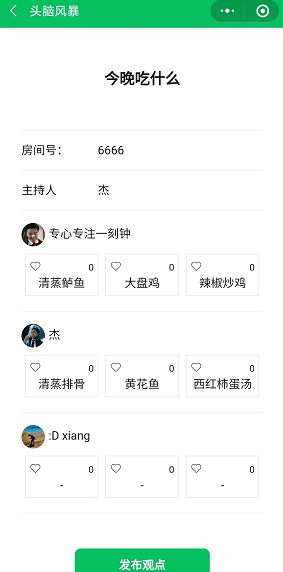 头脑风暴
今晚吃什么
房间号： 6666
主持人 杰
专心专注一刻钟
0 0 0
清蒸鲈鱼 大盘鸡 辣椒炒鸡
杰
0 0 0
清蒸排骨 黄花鱼 西红柿蛋汤
:D xiang
0 0 0
- - -
发布观点